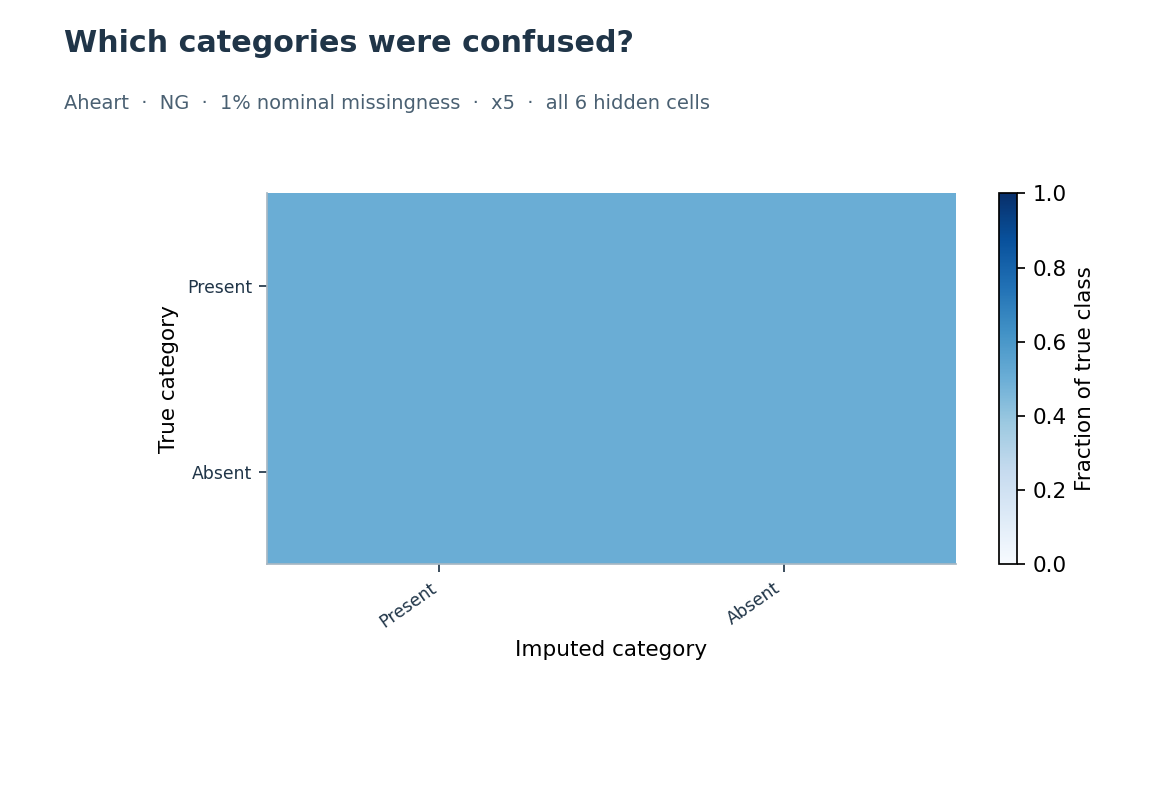 Which categories were confused?
Aheart · NG · 1% nominal missingness · x5 · all 6 hidden cells
True category
Present
Absent
Present
Absent
Imputed category
1.0
0.8
0.6
0.4
0.2
0.0
Fraction of true class